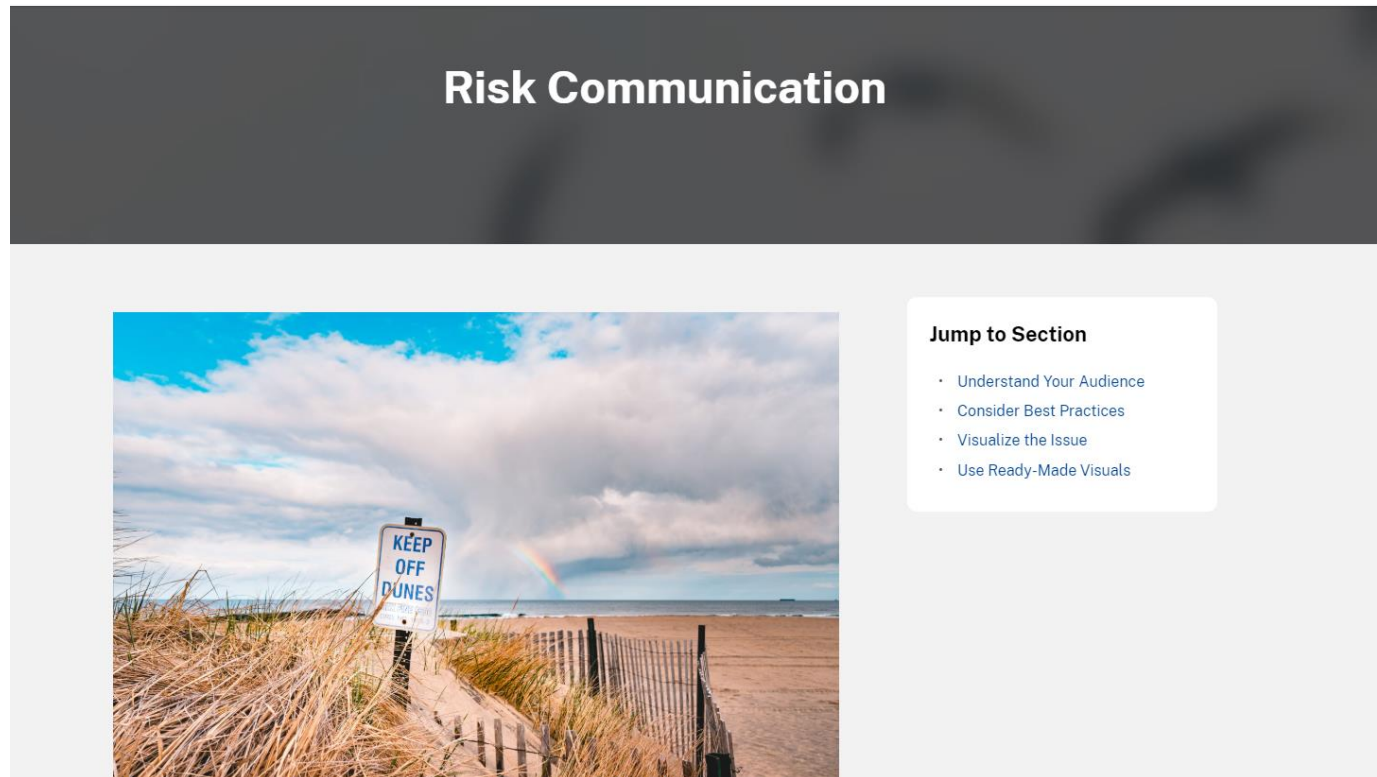 Risk Communication
KEEP
OFF
DUNES
Jump to Section
• Understand Your Audience
• Consider Best Practices
• Visualize the Issue
• Use Ready-Made Visuals